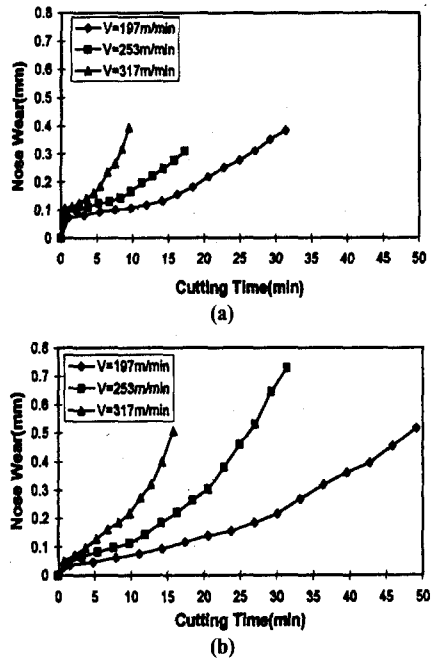 0.8
0.7
0.6
0.5
0.4
0.3
0.2
0.1
0
Nose Wear(mm)
V=197m/min
V=253m/min
V=317m/min
0 5 10 15 20 25 30 35 40 45 50
Cutting Time(min)
(a)
0.8
0.7
0.6
0.5
0.4
0.3
0.2
0.1
0
Nose Wear(mm)
V=197m/min
V=253m/min
V=317m/min
0 5 10 15 20 25 30 35 40 45 50
Cutting Time(min)
(b)